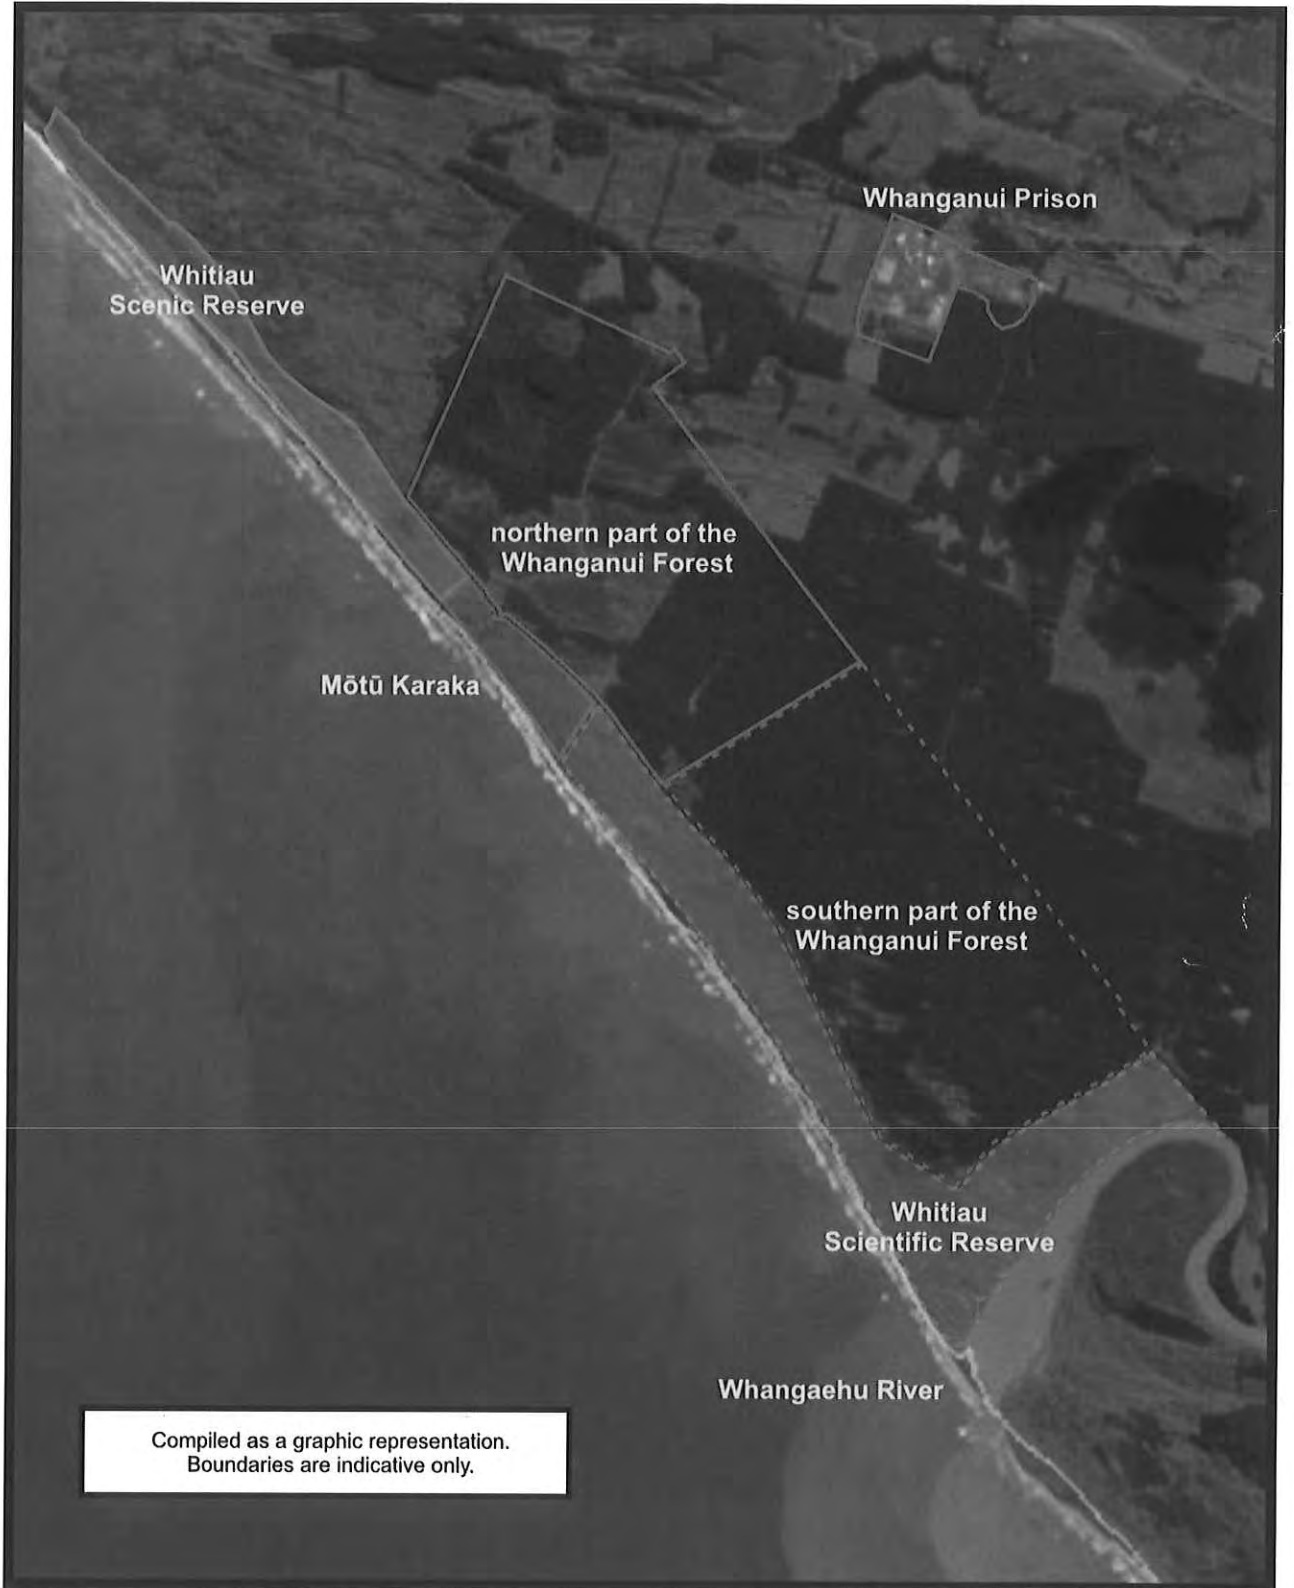 Whanganui Prison
Whitiau
Scenic Reserve
northern part of the
Whanganui Forest
Mōtū Karaka
southern part of the
Whanganui Forest
Whitiau
Scientific Reserve
Whangaehu River
Compiled as a graphic representation.
Boundaries are indicative only.